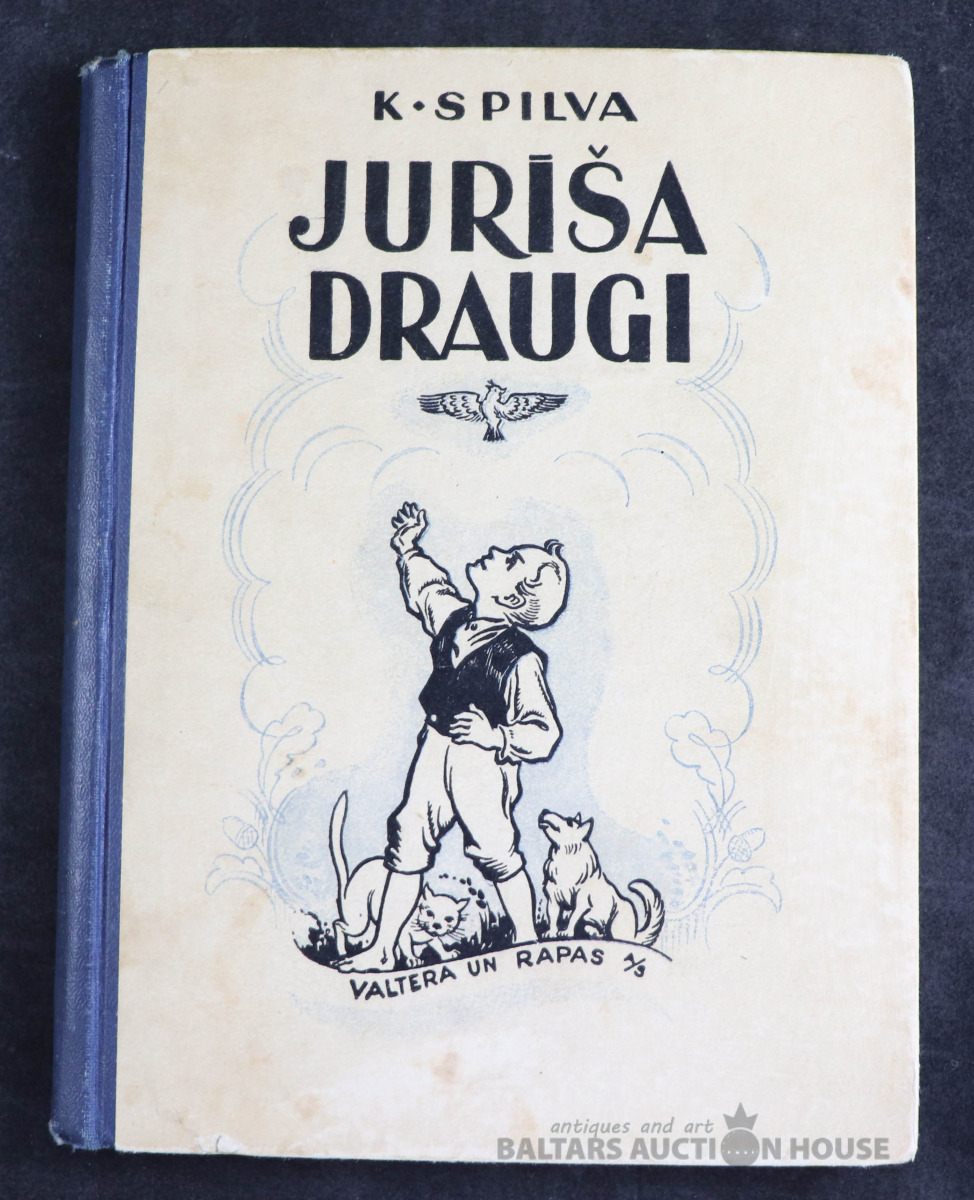 K · SPILVA
JURĪŠA
DRAUGI
VALTERA UN RAPAS A/S
antiques and art
BALTARS AUCTION HOUSE